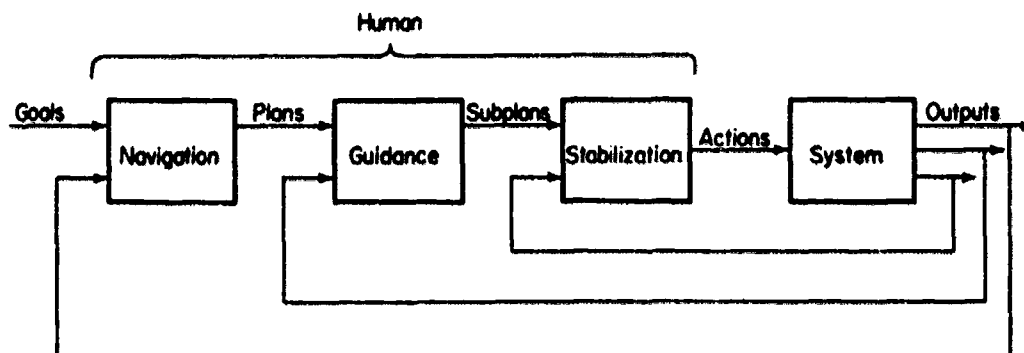 Human
Goals
Plans
Subplans
Outputs
Navigation
Guidance
Stabilization
Actions
System